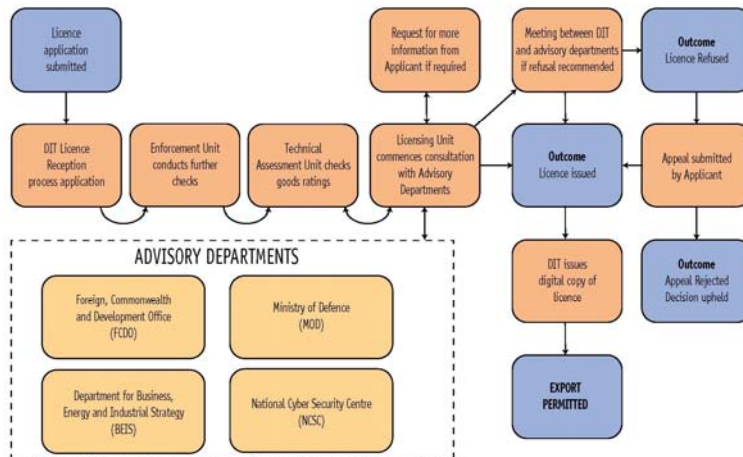 Licence
application
submitted
Request for more
information from
Applicant if required
Meeting between DIT
and advisory departments
if refusal recommended
Outcome
Licence Refused
DIT Licence
Reception
process application
Enforcement Unit
conducts further
checks
Technical
Assessment Unit checks
goods ratings
Licensing Unit
commences consultation
with Advisory
Departments
Outcome
Licence issued
Appeal submitted
by Applicant
ADVISORY DEPARTMENTS
Foreign, Commonwealth
and Development Office
(FCDO)
Ministry of Defence
(MOD)
Department for Business,
Energy and Industrial Strategy
(BEIS)
National Cyber Security Centre
(NCSC)
DIT issues
digital copy of
licence
Outcome
Appeal Rejected
Decision upheld
EXPORT
PERMITTED